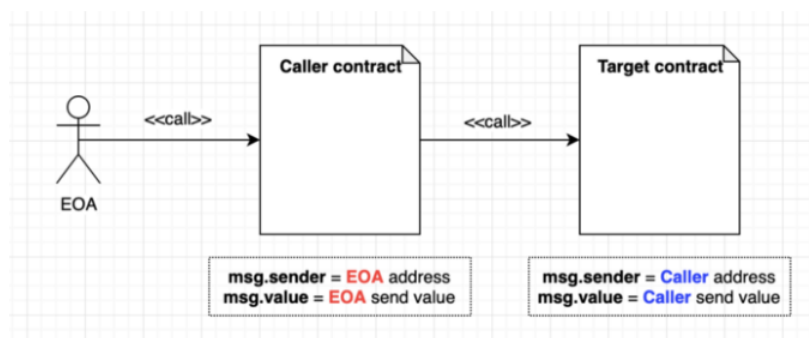 Caller contract
Target contract
<<call>>
<<call>>
EOA
msg.sender = EOA address
msg.value = EOA send value
msg.sender = Caller address
msg.value = Caller send value